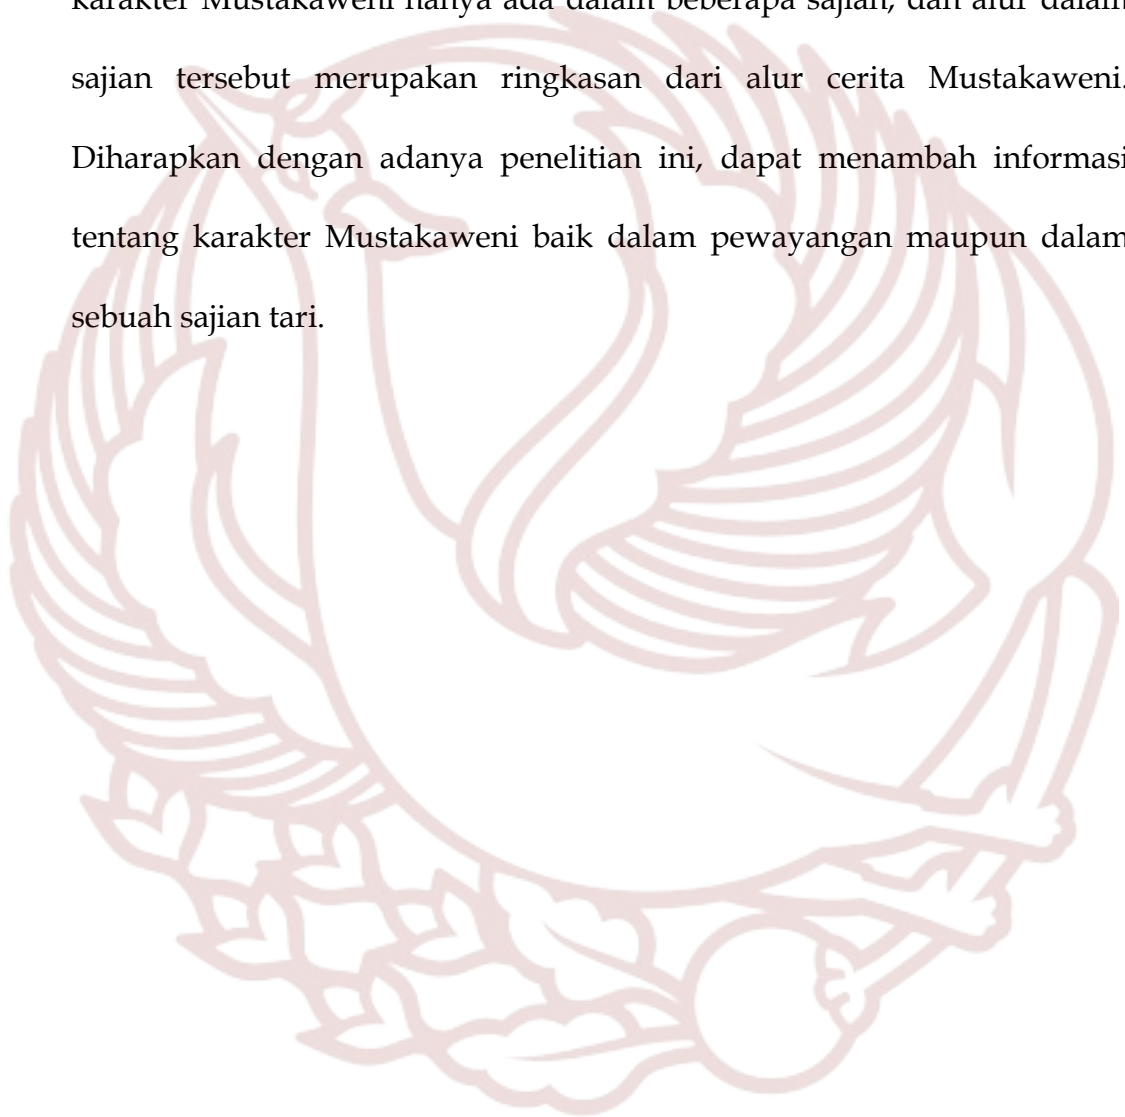 karakter Mustakaweni hanya ada dalam beberapa sajian, dan alur dalam
sajian tersebut merupakan ringkasan dari alur cerita Mustakaweni.
Diharapkan dengan adanya penelitian ini, dapat menambah informasi
tentang karakter Mustakaweni baik dalam pewayangan maupun dalam
sebuah sajian tari.